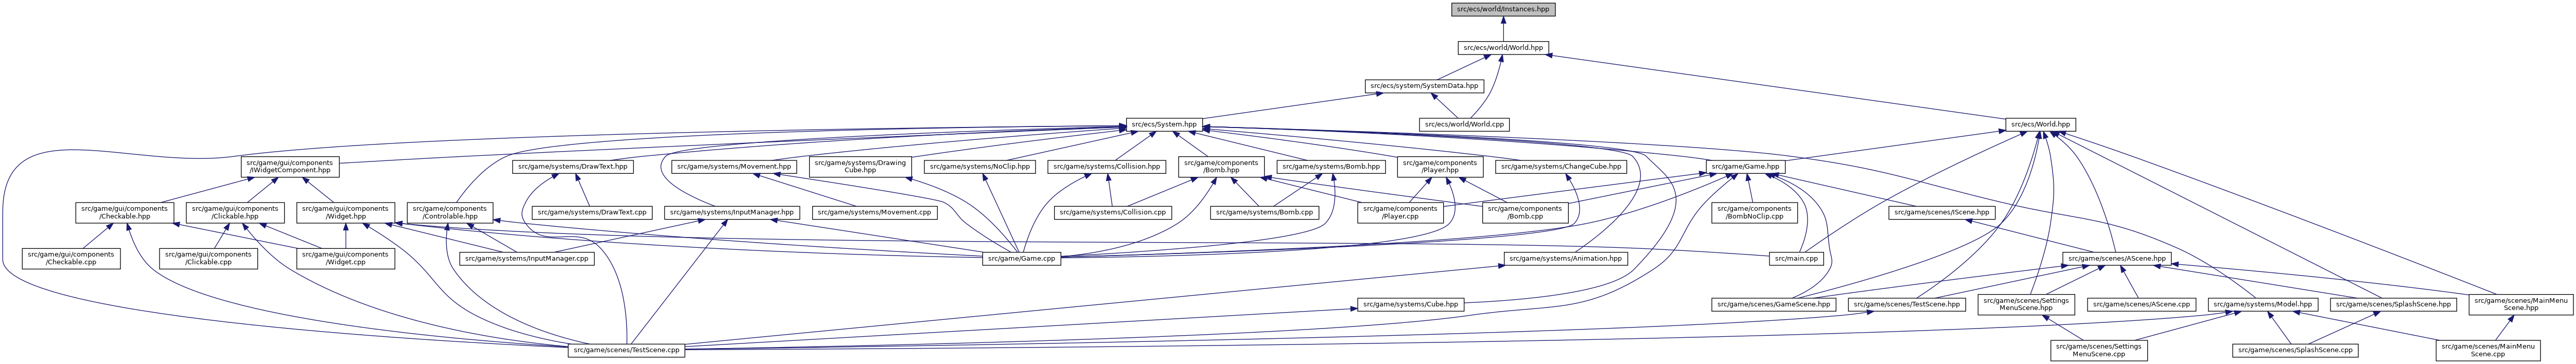 src/ecs/world/Instances.hpp
src/ecs/world/World.hpp
src/ecs/system/SystemData.hpp
src/ecs/System.hpp
src/ecs/world/World.cpp
src/ecs/World.hpp
src/game/gui/components
/IWidgetComponent.hpp
src/game/systems/DrawText.hpp
src/game/systems/Movement.hpp
src/game/systems/Drawing
Cube.hpp
src/game/systems/NoClip.hpp
src/game/systems/Collision.hpp
src/game/components
/Bomb.hpp
src/game/systems/Bomb.hpp
src/game/components
/Player.hpp
src/game/systems/ChangeCube.hpp
src/game/Game.hpp
src/game/gui/components
/Checkable.hpp
src/game/gui/components
/Clickable.hpp
src/game/gui/components
/Widget.hpp
src/game/components
/Controlable.hpp
src/game/systems/DrawText.cpp
src/game/systems/InputManager.hpp
src/game/systems/Movement.cpp
src/game/systems/Collision.cpp
src/game/systems/Bomb.cpp
src/game/components
/Player.cpp
src/game/components
/Bomb.cpp
src/game/components
/BombNoClip.cpp
src/game/scenes/IScene.hpp
src/game/gui/components
/Checkable.cpp
src/game/gui/components
/Clickable.cpp
src/game/gui/components
/Widget.cpp
src/game/systems/InputManager.cpp
src/game/Game.cpp
src/game/systems/Animation.hpp
src/main.cpp
src/game/scenes/AScene.hpp
src/game/systems/Cube.hpp
src/game/scenes/GameScene.hpp
src/game/scenes/TestScene.hpp
src/game/scenes/Settings
MenuScene.hpp
src/game/scenes/AScene.cpp
src/game/systems/Model.hpp
src/game/scenes/SplashScene.hpp
src/game/scenes/MainMenu
Scene.hpp
src/game/scenes/TestScene.cpp
src/game/scenes/Settings
MenuScene.cpp
src/game/scenes/SplashScene.cpp
src/game/scenes/MainMenu
Scene.cpp